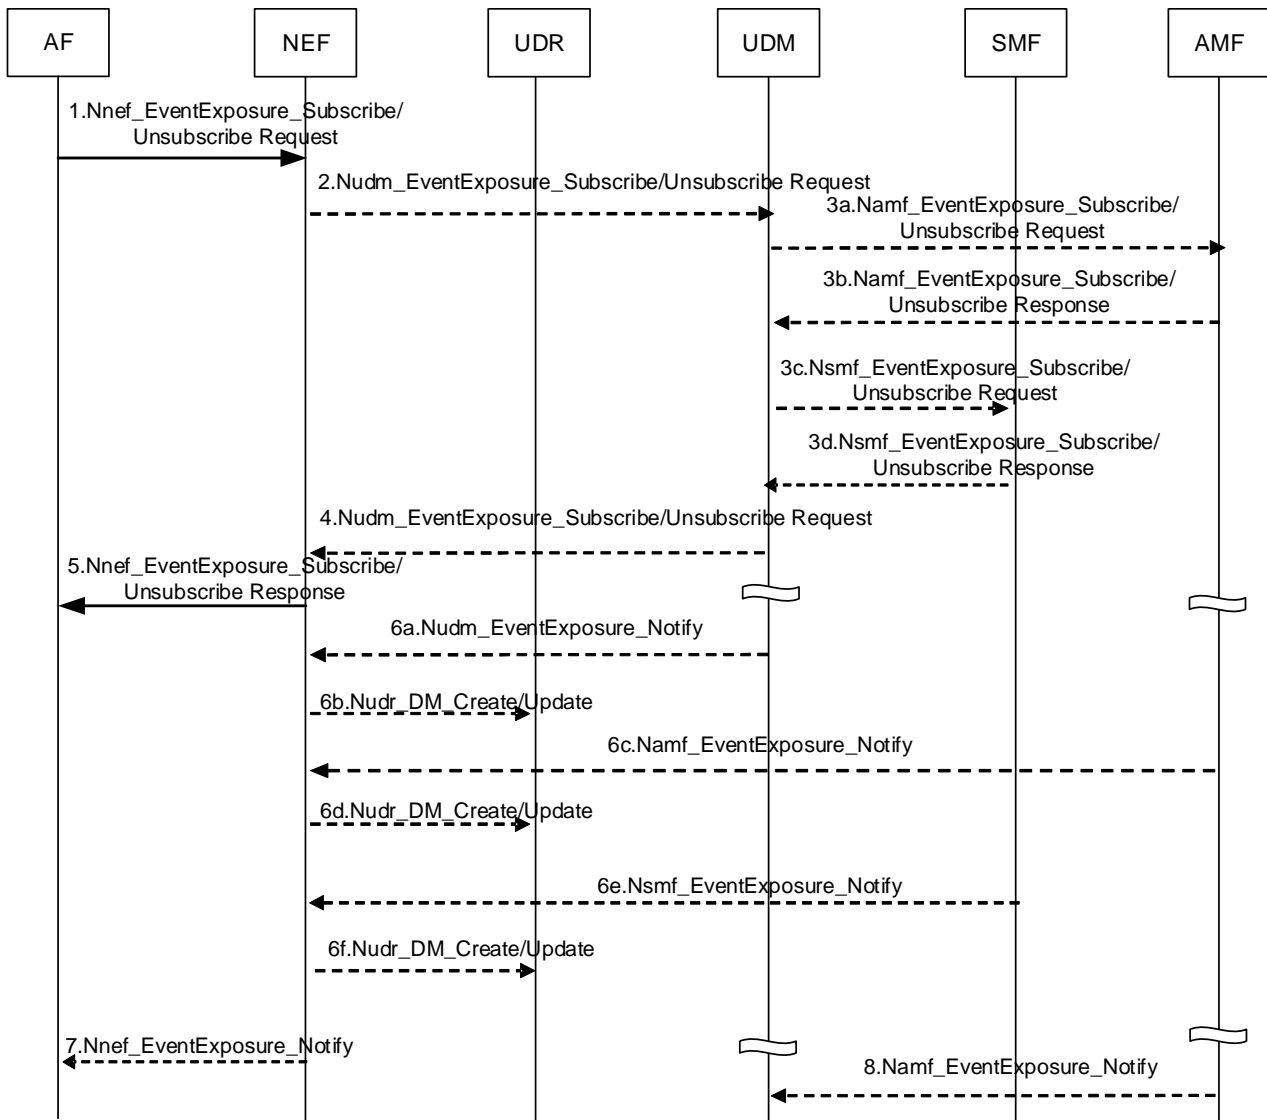 AF
NEF
UDR
UDM
SMF
AMF
1.Nnef_EventExposure_Subscribe/
Unsubscribe Request
2.Nudm_EventExposure_Subscribe/Unsubscribe Request
3a.Namf_EventExposure_Subscribe/
Unsubscribe Request
3b.Namf_EventExposure_Subscribe/
Unsubscribe Response
3c.Nsmf_EventExposure_Subscribe/
Unsubscribe Request
3d.Nsmf_EventExposure_Subscribe/
Unsubscribe Response
4.Nudm_EventExposure_Subscribe/Unsubscribe Request
5.Nnef_EventExposure_Subscribe/
Unsubscribe Response
6a.Nudm_EventExposure_Notify
6b.Nudr_DM_Create/Update
6c.Namf_EventExposure_Notify
6d.Nudr_DM_Create/Update
6e.Nsmf_EventExposure_Notify
6f.Nudr_DM_Create/Update
7.Nnef_EventExposure_Notify
8.Namf_EventExposure_Notify